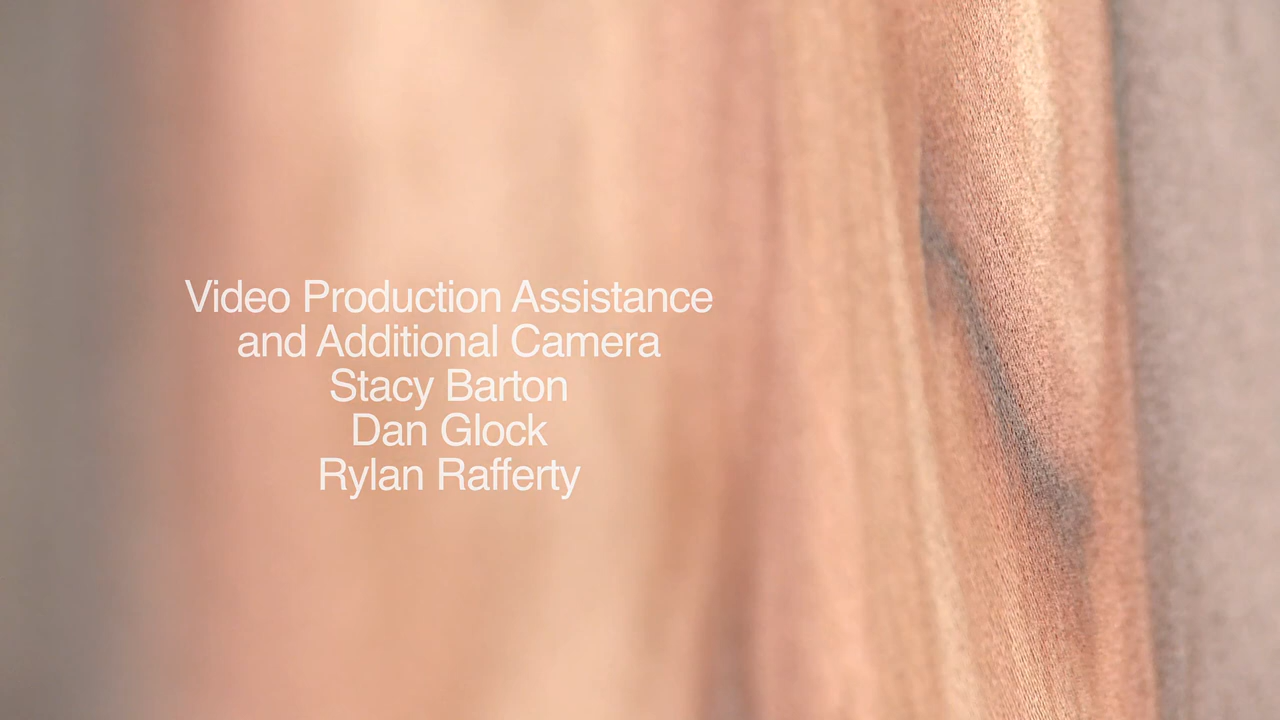 Video Production Assistance
and Additional Camera
Stacy Barton
Dan Glock
Rylan Rafferty